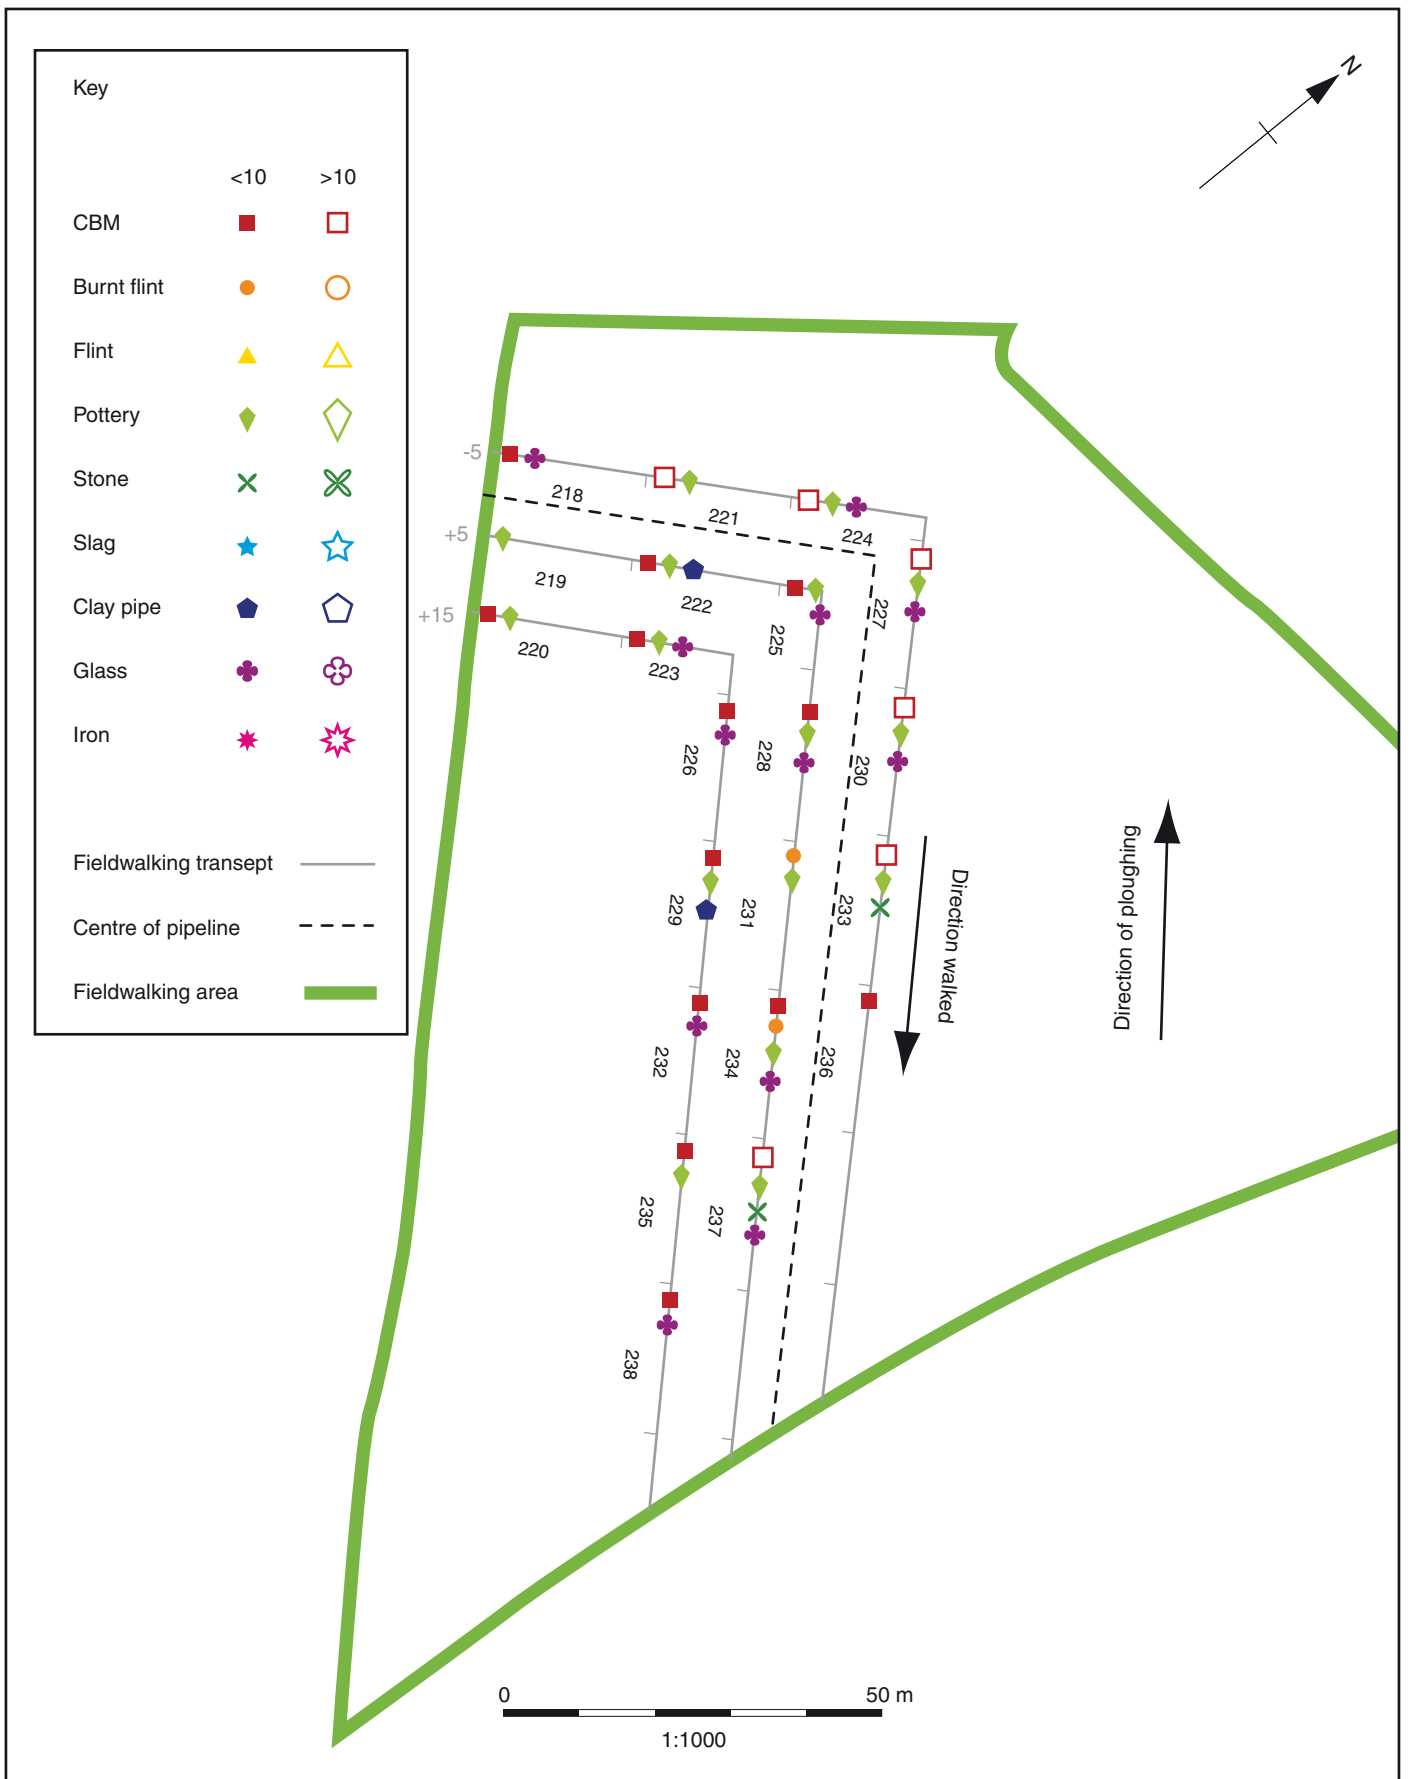 Key
<10 >10
CBM
Burnt flint
Flint
Pottery
Stone
Slag
Clay pipe
Glass
Iron
Fieldwalking transept
Centre of pipeline
Fieldwalking area
N
-5
+5
+15
218
221
224
219
222
225
227
220
223
226
228
230
229
231
233
232
234
236
235
237
238
Direction walked
Direction of ploughing
0 50 m
1:1000